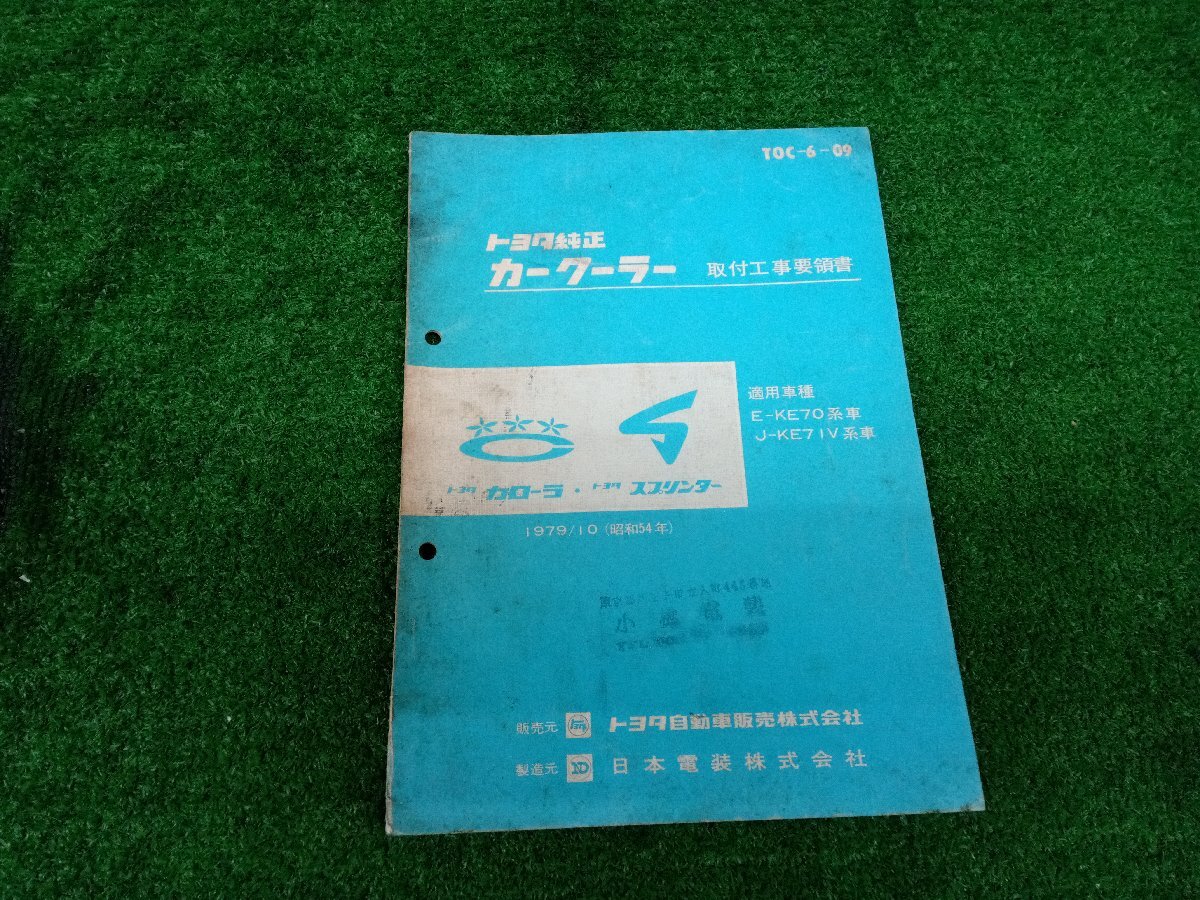 TOC-6-09
トヨタ純正
カークーラー 取付工事要領書
適用車種
E-KE70系車
J-KE71V系車
トヨタ カローラ・トヨタ スプリンター
1979/10(昭和54年)
販売元 トヨタ自動車販売株式会社
製造元 ND 日本電装株式会社